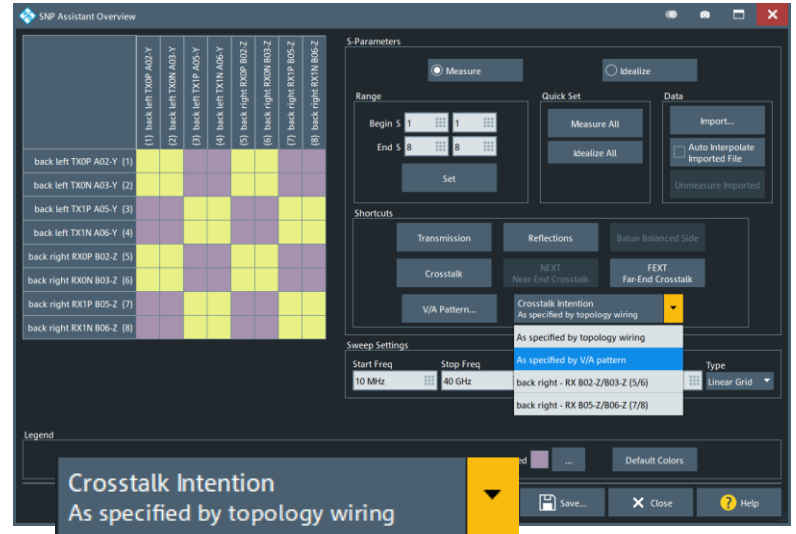 SNP Assistant Overview
(1) back left TX0P A02-Y
(2) back left TX0N A03-Y
(3) back left TX1P A05-Y
(4) back left TX1N A06-Y
(5) back right RX0P B02-Z
(6) back right RX0N B03-Z
(7) back right RX1P B05-Z
(8) back right RX1N B06-Z
back left TX0P A02-Y (1)
back left TX0N A03-Y (2)
back left TX1P A05-Y (3)
back left TX1N A06-Y (4)
back right RX0P B02-Z (5)
back right RX0N B03-Z (6)
back right RX1P B05-Z (7)
back right RX1N B06-Z (8)
S-Parameters
Measure
Idealize
Range
Begin S 1 1
End S 8 8
Set
Quick Set
Measure All
Idealize All
Data
Import...
Auto Interpolate
Imported File
Unmeasure Imported
Shortcuts
Transmission
Reflections
Balun Balanced Side
Crosstalk
NEXT
Near-End Crosstalk
FEXT
Far-End Crosstalk
V/A Pattern...
Crosstalk Intention
As specified by topology wiring
As specified by topology wiring
As specified by V/A pattern
back right - RX B02-Z/B03-Z (5/6)
back right - RX B05-Z/B06-Z (7/8)
Sweep Settings
Start Freq
10 MHz
Stop Freq
40 GHz
Type
Linear Grid
Legend
...
Default Colors
Save...
Close
? Help
Crosstalk Intention
As specified by topology wiring